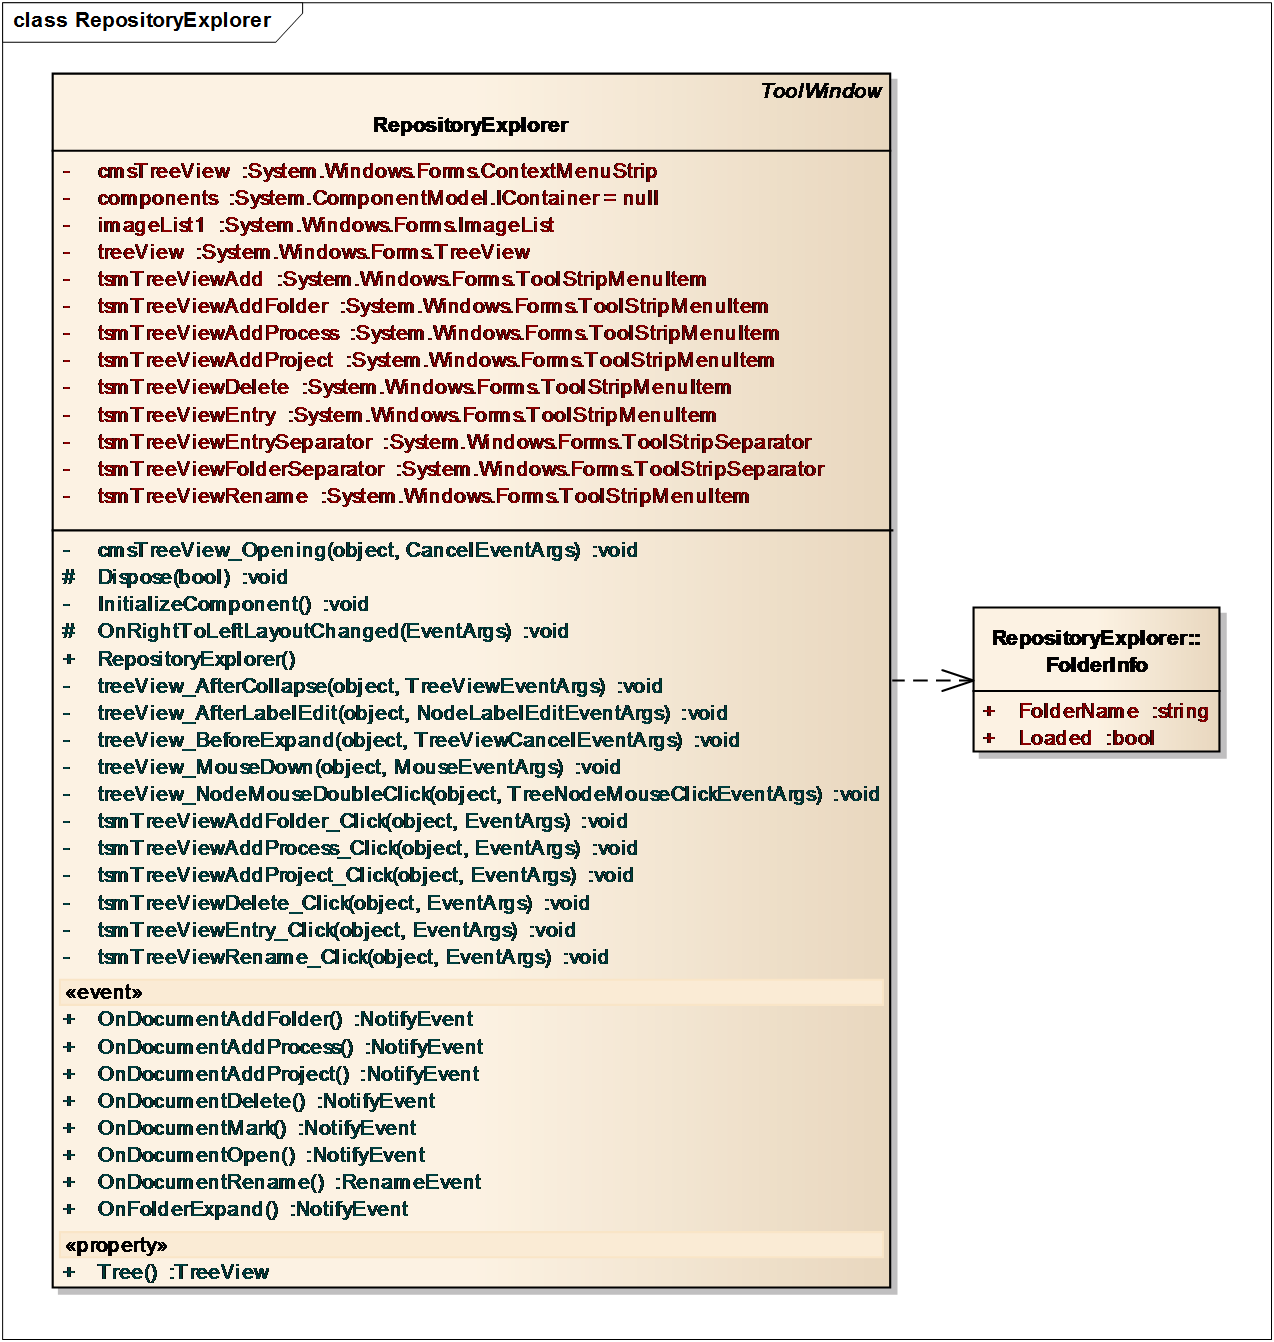 class RepositoryExplorer
ToolWindow
RepositoryExplorer
- cmsTreeView :System.Windows.Forms.ContextMenuStrip
- components :System.ComponentModel.IContainer = null
- imageList1 :System.Windows.Forms.ImageList
- treeView :System.Windows.Forms.TreeView
- tsmTreeViewAdd :System.Windows.Forms.ToolStripMenuItem
- tsmTreeViewAddFolder :System.Windows.Forms.ToolStripMenuItem
- tsmTreeViewAddProcess :System.Windows.Forms.ToolStripMenuItem
- tsmTreeViewAddProject :System.Windows.Forms.ToolStripMenuItem
- tsmTreeViewDelete :System.Windows.Forms.ToolStripMenuItem
- tsmTreeViewEntry :System.Windows.Forms.ToolStripMenuItem
- tsmTreeViewEntrySeparator :System.Windows.Forms.ToolStripSeparator
- tsmTreeViewFolderSeparator :System.Windows.Forms.ToolStripSeparator
- tsmTreeViewRename :System.Windows.Forms.ToolStripMenuItem
- cmsTreeView_Opening(object, CancelEventArgs) :void
# Dispose(bool) :void
- InitializeComponent() :void
# OnRightToLeftLayoutChanged(EventArgs) :void
+ RepositoryExplorer()
- treeView_AfterCollapse(object, TreeViewEventArgs) :void
- treeView_AfterLabelEdit(object, NodeLabelEditEventArgs) :void
- treeView_BeforeExpand(object, TreeViewCancelEventArgs) :void
- treeView_MouseDown(object, MouseEventArgs) :void
- treeView_NodeMouseDoubleClick(object, TreeNodeMouseClickEventArgs) :void
- tsmTreeViewAddFolder_Click(object, EventArgs) :void
- tsmTreeViewAddProcess_Click(object, EventArgs) :void
- tsmTreeViewAddProject_Click(object, EventArgs) :void
- tsmTreeViewDelete_Click(object, EventArgs) :void
- tsmTreeViewEntry_Click(object, EventArgs) :void
- tsmTreeViewRename_Click(object, EventArgs) :void
«event»
+ OnDocumentAddFolder() :NotifyEvent
+ OnDocumentAddProcess() :NotifyEvent
+ OnDocumentAddProject() :NotifyEvent
+ OnDocumentDelete() :NotifyEvent
+ OnDocumentMark() :NotifyEvent
+ OnDocumentOpen() :NotifyEvent
+ OnDocumentRename() :RenameEvent
+ OnFolderExpand() :NotifyEvent
«property»
+ Tree() :TreeView
RepositoryExplorer::
FolderInfo
+ FolderName :string
+ Loaded :bool